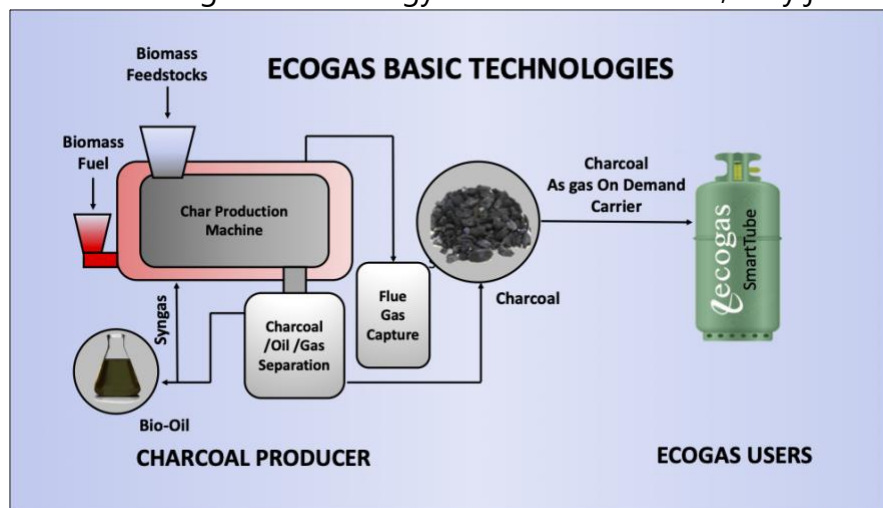 ECOGAS BASIC TECHNOLOGIES
Biomass
Feedstocks
Biomass
Fuel
Char Production
Machine
Syngas
Charcoal
/Oil /Gas
Separation
Flue
Gas
Capture
Charcoal
Charcoal
As gas On Demand
Carrier
ecogas
SmartTube
Bio-Oil
CHARCOAL PRODUCER
ECOGAS USERS